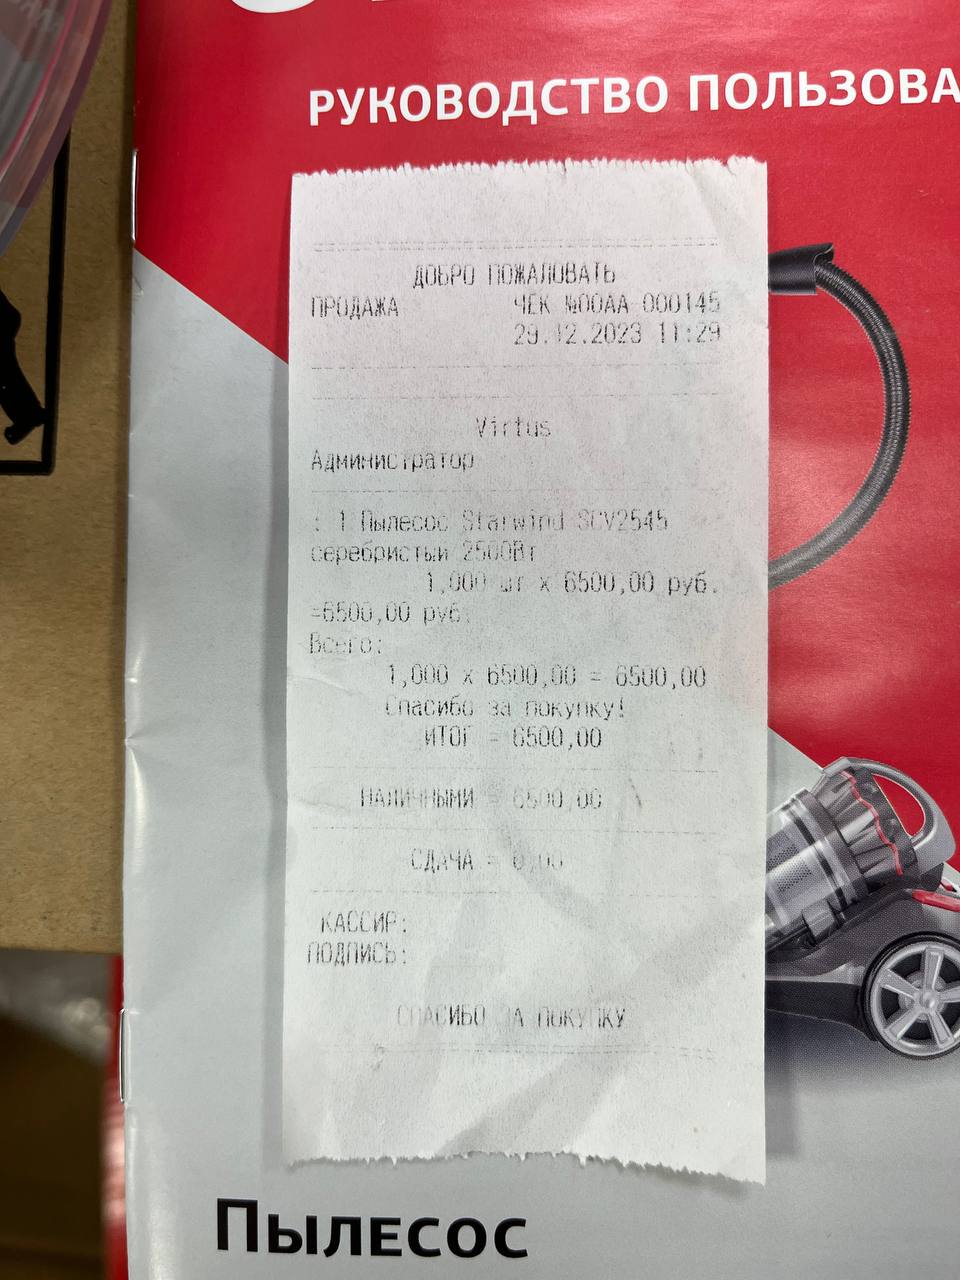 РУКОВОДСТВО ПОЛЬЗОВА
ДОБРО ПОЖАЛОВАТЬ
ПРОДАЖА ЧЕК №00АА-000145
29.12.2023 11:29
Virtus
Администратор
: 1 Пылесос Starwind SCV2545
серебристый 2500Вт
1,000 шт x 6500,00 руб.
=6500,00 руб.
Всего:
1,000 x 6500,00 = 6500,00
Спасибо за покупку!
ИТОГ = 6500,00
НАЛИЧНЫМИ = 6500,00
СДАЧА = 0,00
КАССИР:
ПОДПИСЬ:
СПАСИБО ЗА ПОКУПКУ
Пылесос